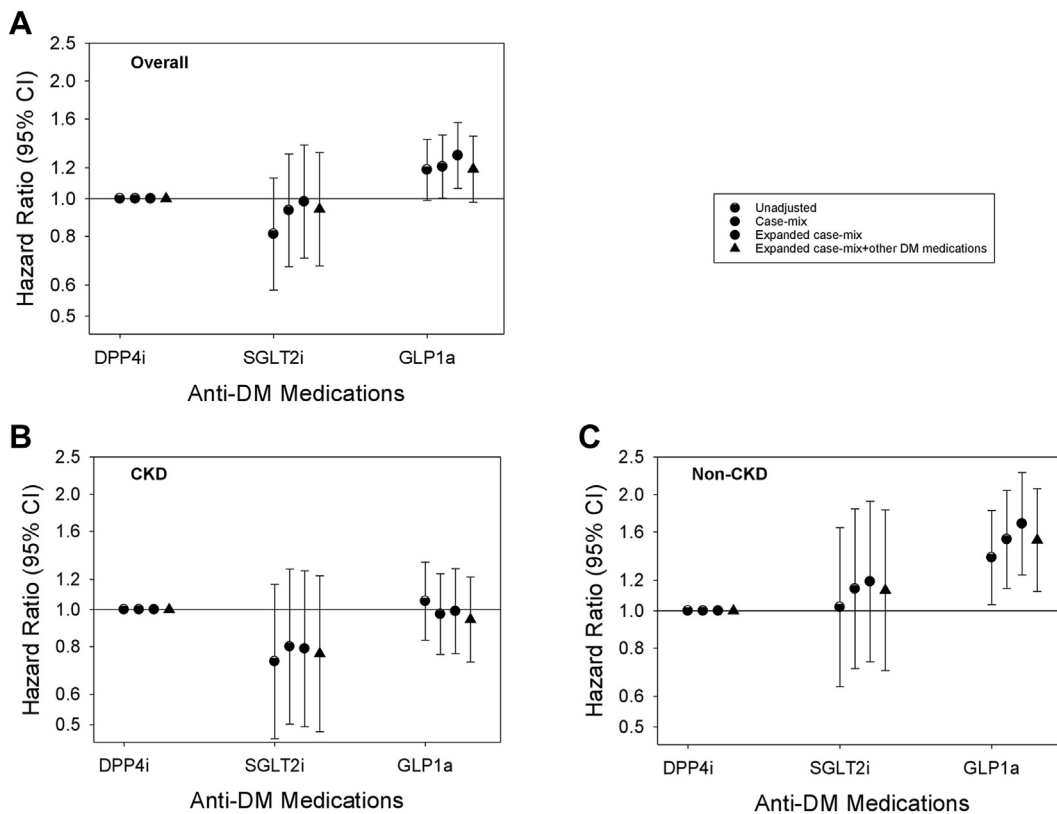 A
Overall
Hazard Ratio (95% CI)
2.5
2.0
1.6
1.2
1.0
0.8
0.6
0.5
DPP4i
SGLT2i
GLP1a
Anti-DM Medications
Unadjusted
Case-mix
Expanded case-mix
Expanded case-mix+other DM medications
B
CKD
Hazard Ratio (95% CI)
2.5
2.0
1.6
1.2
1.0
0.8
0.6
0.5
DPP4i
SGLT2i
GLP1a
Anti-DM Medications
C
Non-CKD
Hazard Ratio (95% CI)
2.5
2.0
1.6
1.2
1.0
0.8
0.6
0.5
DPP4i
SGLT2i
GLP1a
Anti-DM Medications